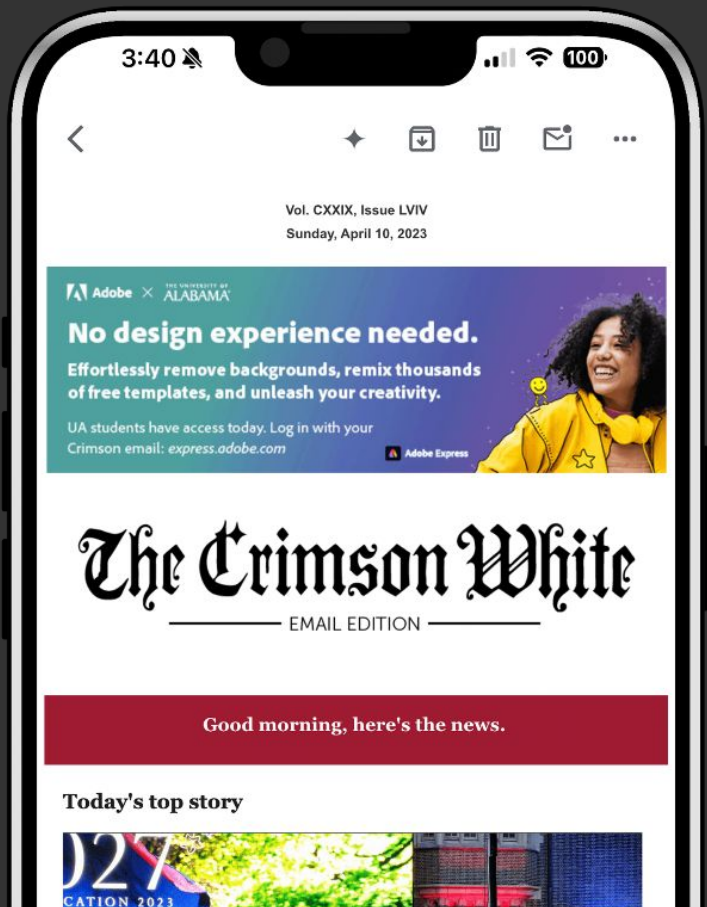 3:40
100
Vol. CXXIX, Issue LVIV
Sunday, April 10, 2023
Adobe × THE UNIVERSITY OF ALABAMA
No design experience needed.
Effortlessly remove backgrounds, remix thousands
of free templates, and unleash your creativity.
UA students have access today. Log in with your
Crimson email: express.adobe.com
Adobe Express
The Crimson White
EMAIL EDITION
Good morning, here's the news.
Today's top story
027
CATION 2023